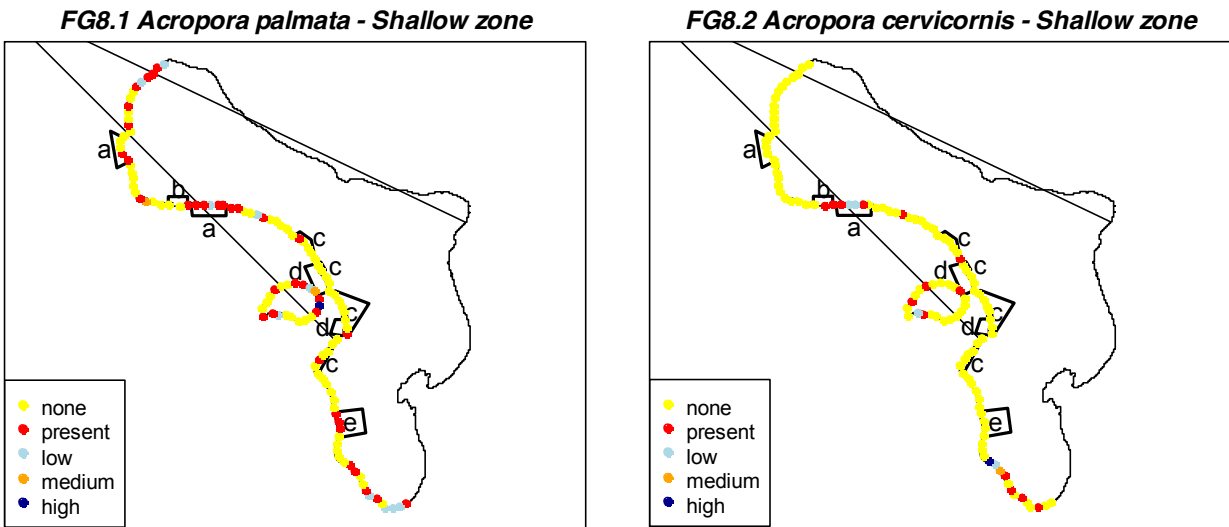 FG8.1 Acropora palmata - Shallow zone
a
b
a
c
c
d
c
d
c
e
none
present
low
medium
high
FG8.2 FG8Acropora cervicornis - Shallow zone
a
b
a
c
c
d
c
d
c
e
none
present
low
medium
high